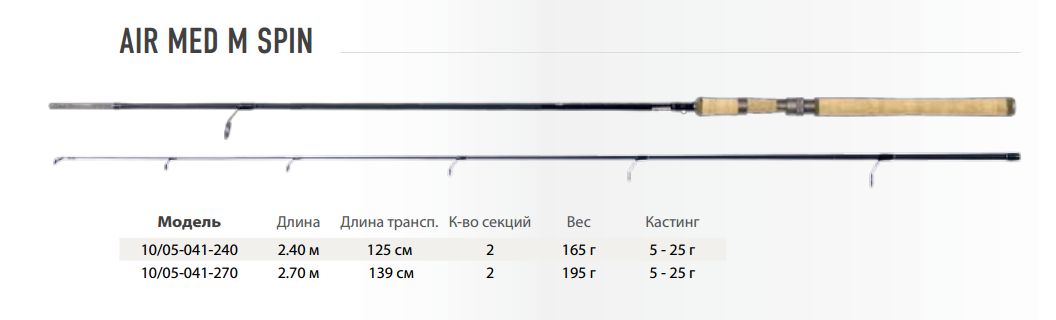 AIR MED M SPIN
Модель Длина Длина трансп. К-во секций Вес Кастинг
10/05-041-240 2.40 м 125 см 2 165 г 5 - 25 г
10/05-041-270 2.70 м 139 см 2 195 г 5 - 25 г